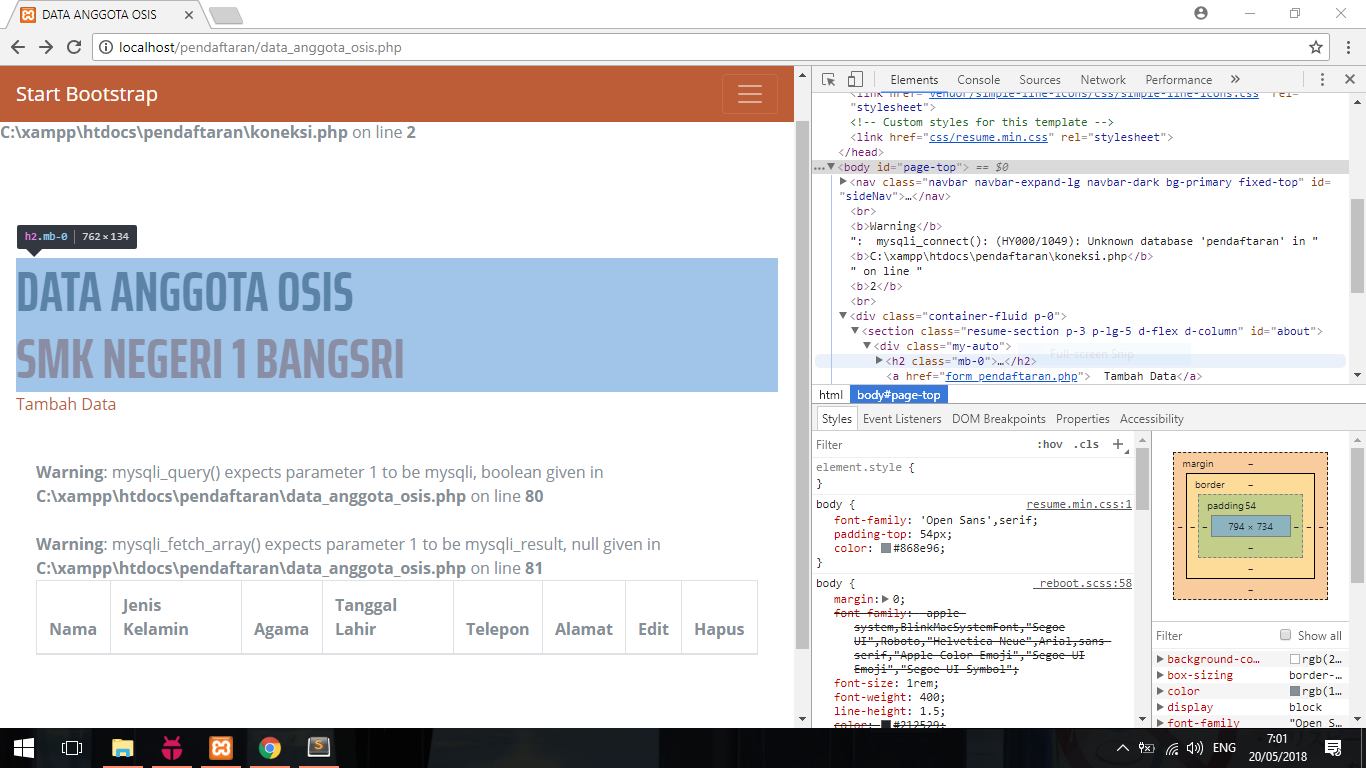 DATA ANGGOTA OSIS
localhost/pendaftaran/data_anggota_osis.php
Start Bootstrap
C:\xampp\htdocs\pendaftaran\koneksi.php on line 2
h2.mb-0 | 762 × 134
DATA ANGGOTA OSIS
SMK NEGERI 1 BANGSRI
Tambah Data
Warning: mysqli_query() expects parameter 1 to be mysqli, boolean given in
C:\xampp\htdocs\pendaftaran\data_anggota_osis.php on line 80
Warning: mysqli_fetch_array() expects parameter 1 to be mysqli_result, null given in
C:\xampp\htdocs\pendaftaran\data_anggota_osis.php on line 81
Nama Jenis Kelamin Agama Tanggal Lahir Telepon Alamat Edit Hapus
Elements Console Sources Network Performance »
<link href="vendor/simple-line-icons/css/simple-line-icons.css" rel=
"stylesheet">
<!-- Custom styles for this template -->
<link href="css/resume.min.css" rel="stylesheet">
</head>
...<body id="page-top"> == $0
<nav class="navbar navbar-expand-lg navbar-dark bg-primary fixed-top" id=
"sideNav">…</nav>
<br>
<b>Warning</b>
":  mysqli_connect(): (HY000/1049): Unknown database 'pendaftaran' in "
<b>C:\xampp\htdocs\pendaftaran\koneksi.php</b>
" on line "
<b>2</b>
<br>
<div class="container-fluid p-0">
<section class="resume-section p-3 p-lg-5 d-flex d-column" id="about">
<div class="my-auto">
Full-screen Snip
<h2 class="mb-0">…</h2>
<a href="form_pendaftaran.php">  Tambah Data</a>
html body#page-top
Styles Event Listeners DOM Breakpoints Properties Accessibility
Filter :hov .cls +
element.style {
}
body { resume.min.css:1
font-family: 'Open Sans',serif;
padding-top: 54px;
color: #868e96;
}
body { _reboot.scss:58
margin: 0;
font-family: -apple-
system,BlinkMacSystemFont,"Segoe
UI",Roboto,"Helvetica Neue",Arial,sans-
serif,"Apple Color Emoji","Segoe UI
Emoji","Segoe UI Symbol";
font-size: 1rem;
font-weight: 400;
line-height: 1.5;
color: #212529;
margin –
border –
padding 54
– – – 794 × 734 – – –
–
–
–
Filter Show all
background-co… rgb(2…
box-sizing border-…
color rgb(1…
display block
font-family "Open S…
ENG
7:01
20/05/2018